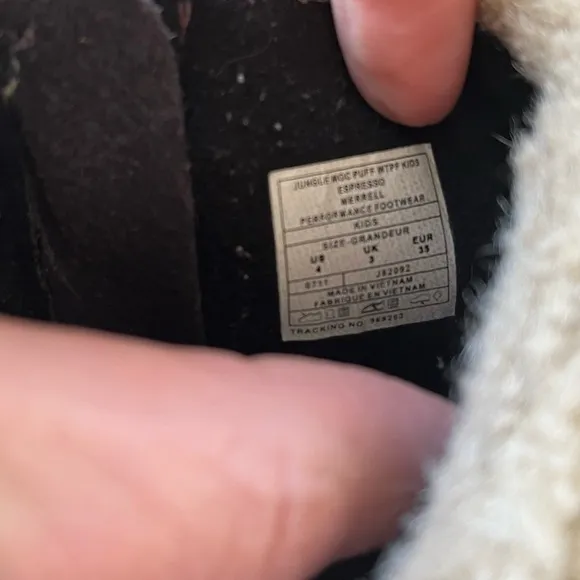 JUNGLE MOC PUFF WTPF KIDS
ESPRESSO
MERRELL
PERFORMANCE FOOTWEAR
KIDS
SIZE-GRANDEUR
US UK EUR
4 3 35
0711 J82092
MADE IN VIETNAM
FABRIQUE EN VIETNAM
TRACKING NO.